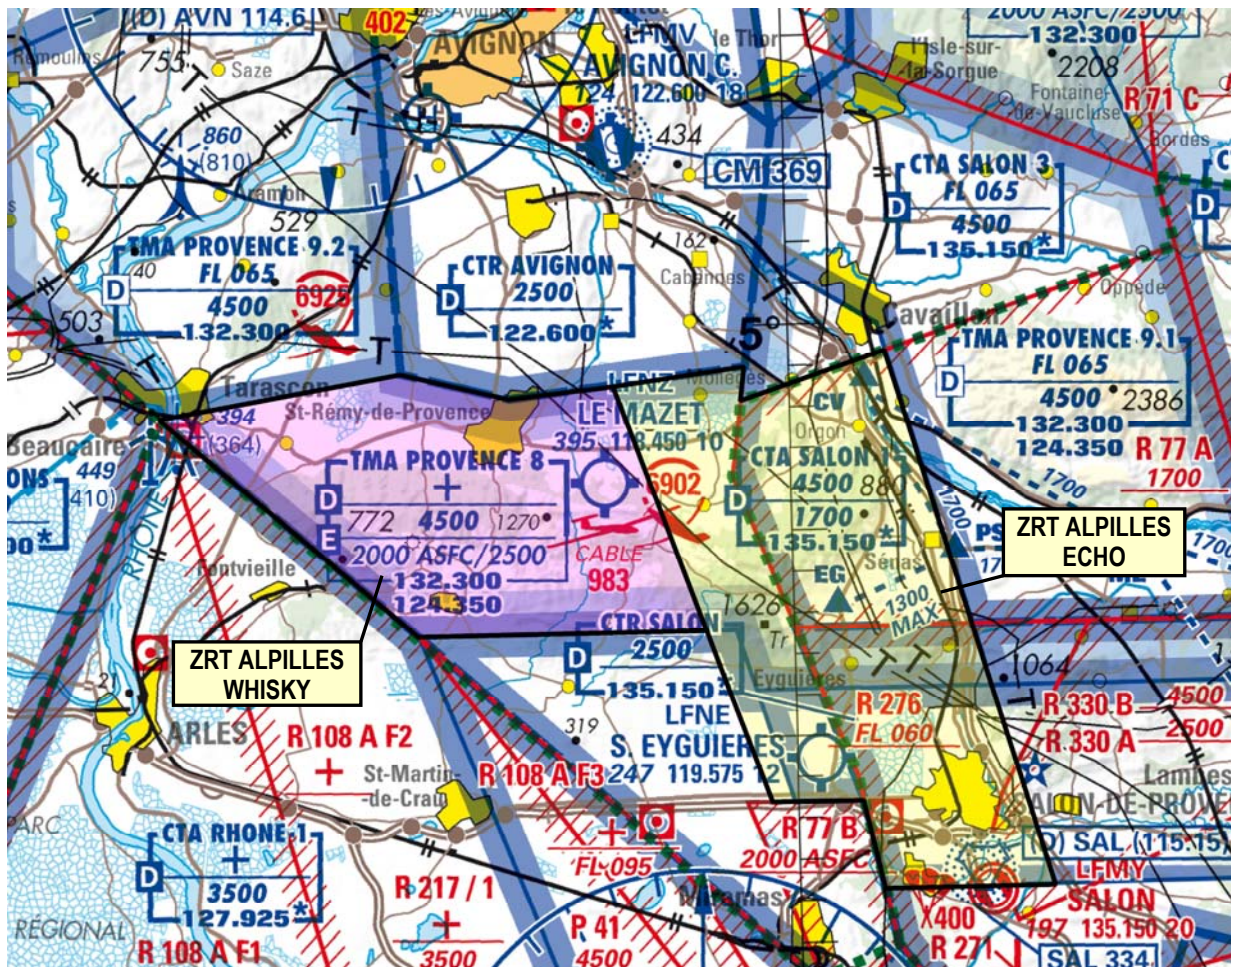 (D) AVN 114.6
402
AVIGNON
LFMV
AVIGNON C.
124 122.600 18
le Thor
l'Isle-sur-
-la-Sorgue
2000 ASFC/2500
132.300
2208
Fontaine-
-de-Vaucluse
R 71 C
Remoulins
755
Saze
860
(810)
434
CM 369
Aramon
529
162
Cabannes
CTA SALON 3
D
FL 065
4500
135.150*
D
TMA PROVENCE 9.2
40
D
FL 065
4500
132.300
6925
CTR AVIGNON
D
2500
122.600*
503
T
5°
Cavaillon
Oppède
TMA PROVENCE 9.1
D
FL 065
4500
132.300
124.350
2386
R 77 A
1700
Tarascon
394
(364)
St-Rémy-de-Provence
LFNZ
LE MAZET
395 118.450 10
Mollégès
CV
Orgon
Beaucaire
449
(410)
TMA PROVENCE 8
D
+
4500
E
2000 ASFC/2500
132.300
124.350
772
1270
CABLE
983
6902
CTA SALON 1
D
4500
1700
135.150*
EG
Sénas
1300
MAX
1700
1700
ZRT ALPILLES
ECHO
RHONE
Fontvieille
ZRT ALPILLES
WHISKY
CTR SALON
D
2500
135.150*
1626
Tr
Eyguières
LFNE
S. EYGUIERES
247 119.575 12
319
21
ARLES
R 108 A F2
+
St-Martin-
-de-Crau
R 108 A F3
+
FL 095
R 276
FL 060
1064
R 330 B
4500
2500
R 330 A
Lambes
SALON-DE-PROVE
CTA RHONE 1
D
+
3500
127.925*
R 77 B
2000 ASFC
(D) SAL (115.15)
LFMY
SALON
197 135.150 20
R 217 / 1
+
3500
Miramas
P 41
4500
X400
R 271
SAL 334
PARC
RÉGIONAL
R 108 A F1